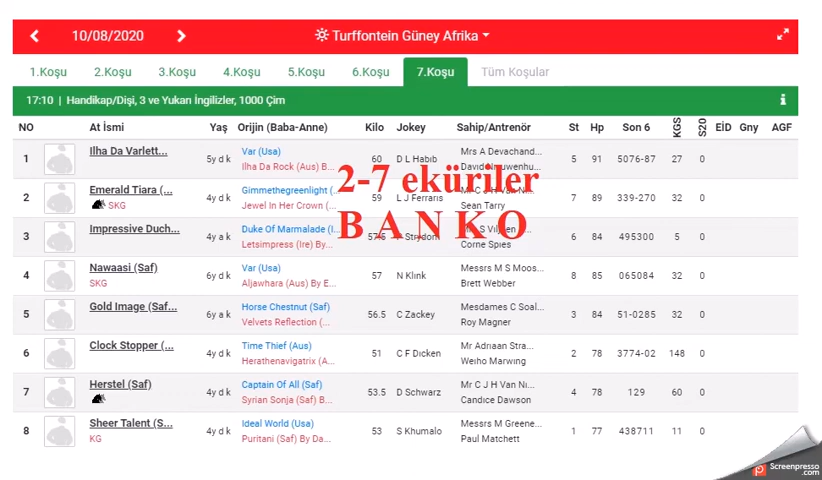 10/08/2020 Turffontein Güney Afrika
1.Koşu 2.Koşu 3.Koşu 4.Koşu 5.Koşu 6.Koşu 7.Koşu Tüm Koşular
17:10 | Handikap/Dişi, 3 ve Yukarı İngilizler, 1000 Çim
NO At İsmi Yaş Orijin (Baba-Anne) Kilo Jokey Sahip/Antrenör St Hp Son 6 KGS S20 EİD Gny AGF
1 Ilha Da Varlett... 5y d k Var (Usa) 60 D L Habib Mrs A Devachand... 5 91 5076-87 27 0
Ilha Da Rock (Aus) B...
2-7 eküriler
2 Emerald Tiara (... 4y d k Gimmethegreenlight (... 59 L J Ferraris 7 89 339-270 32 0
SKG Jewel In Her Crown (... Sean Tarry
BANKO
3 Impressive Duch... 4y a k Duke Of Marmalade (I... 57.5 Strydom 6 84 495300 5 0
Letsimpress (Ire) By... Corne Spies
4 Nawaasi (Saf) 6y d k Var (Usa) 57 N Klink Messrs M S Moos... 8 85 065084 32 0
SKG Aljawhara (Aus) By E... Brett Webber
5 Gold Image (Saf... 6y a k Horse Chestnut (Saf) 56.5 C Zackey Mesdames C Soal... 3 84 51-0285 32 0
Velvets Reflection (... Roy Magner
6 Clock Stopper (... 4y d k Time Thief (Aus) 51 C F Dicken Mr Adriaan Stra... 2 78 3774-02 148 0
Herathenavigatrix (A... Weiho Marwing
7 Herstel (Saf) 4y d k Captain Of All (Saf) 53.5 D Schwarz Mr C J H Van Ni... 4 78 129 60 0
Syrian Sonja (Saf) B... Candice Dawson
8 Sheer Talent (S... 4y d k Ideal World (Usa) 53 S Khumalo Messrs M Greene... 1 77 438711 11 0
KG Puritani (Saf) By Da... Paul Matchett
Screenpresso.com